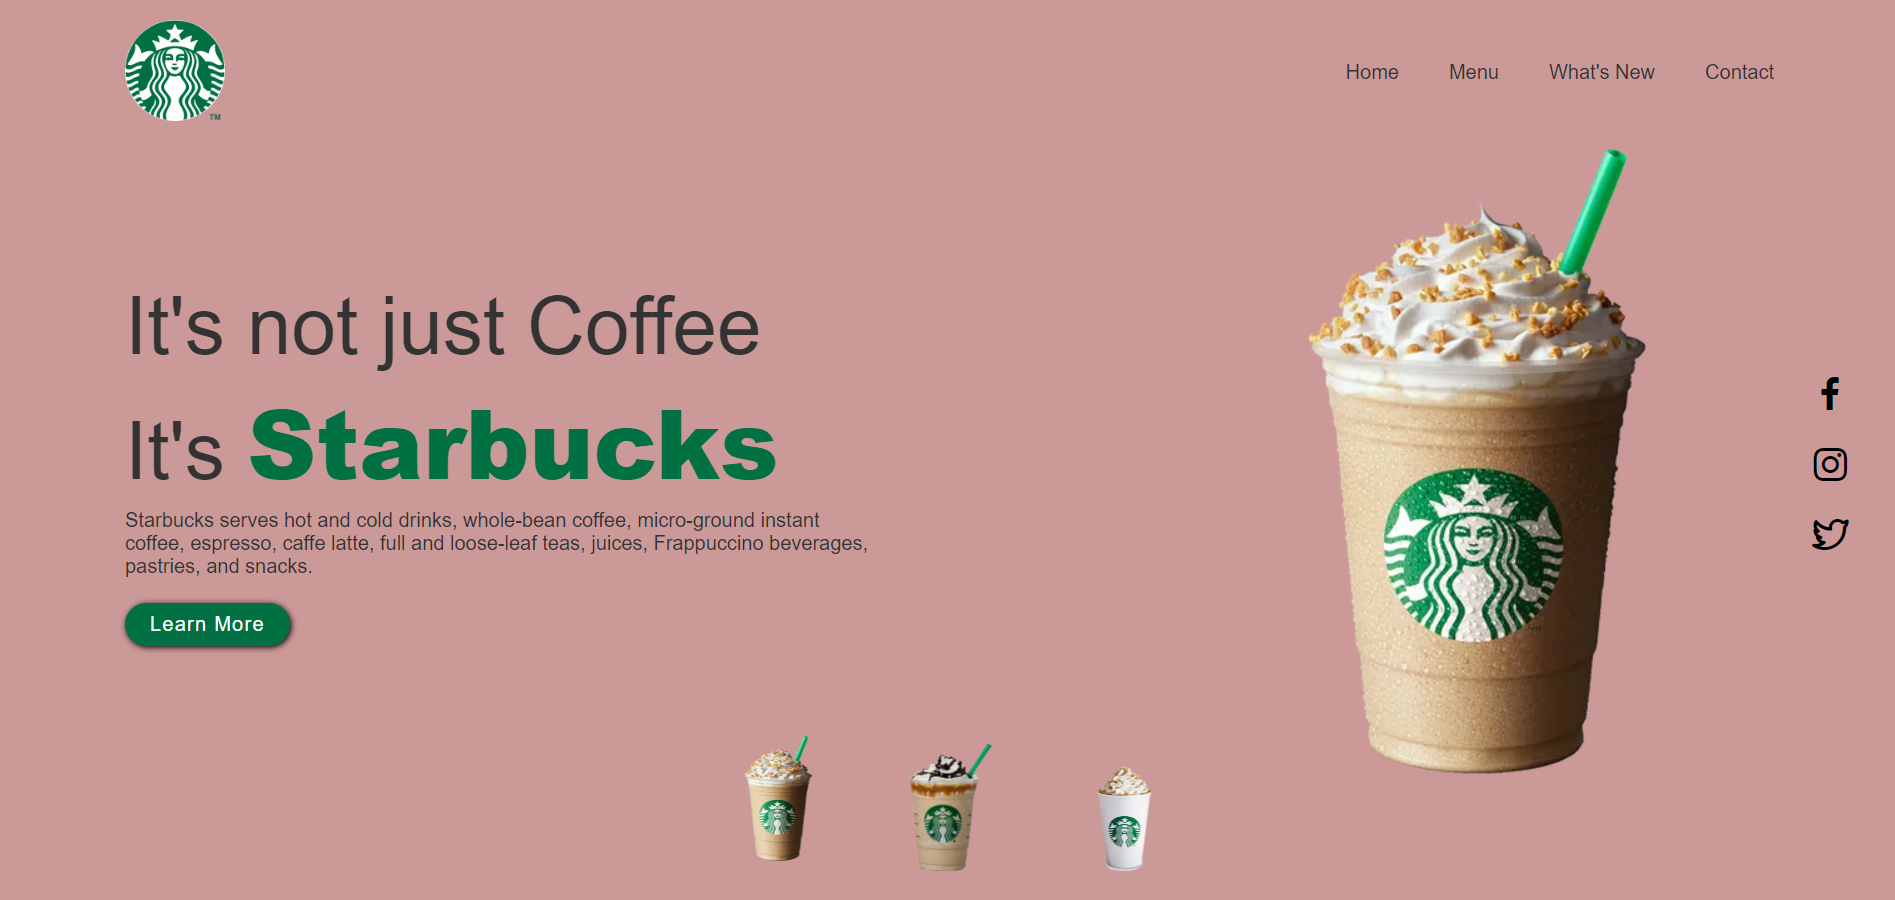 TM
Home Menu What's New Contact
It's not just Coffee
It's Starbucks
Starbucks serves hot and cold drinks, whole-bean coffee, micro-ground instant
coffee, espresso, caffe latte, full and loose-leaf teas, juices, Frappuccino beverages,
pastries, and snacks.
Learn More